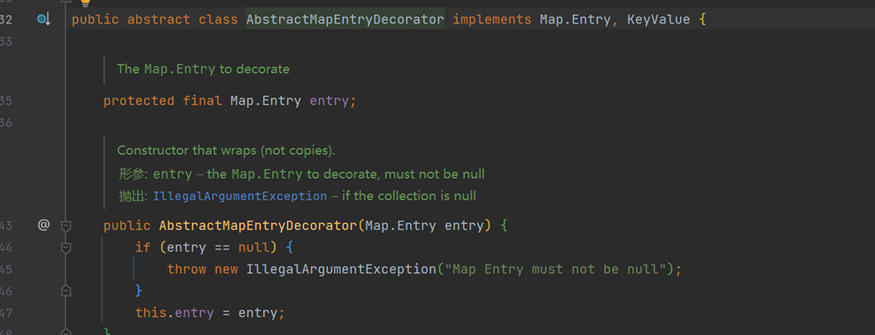 32 public abstract class AbstractMapEntryDecorator implements Map.Entry, KeyValue {
33
The Map.Entry to decorate
35 protected final Map.Entry entry;
36
Constructor that wraps (not copies).
形参: entry – the Map.Entry to decorate, must not be null
抛出: IllegalArgumentException – if the collection is null
43 @ public AbstractMapEntryDecorator(Map.Entry entry) {
44 if (entry == null) {
45 throw new IllegalArgumentException("Map Entry must not be null");
46 }
47 this.entry = entry;
48 }